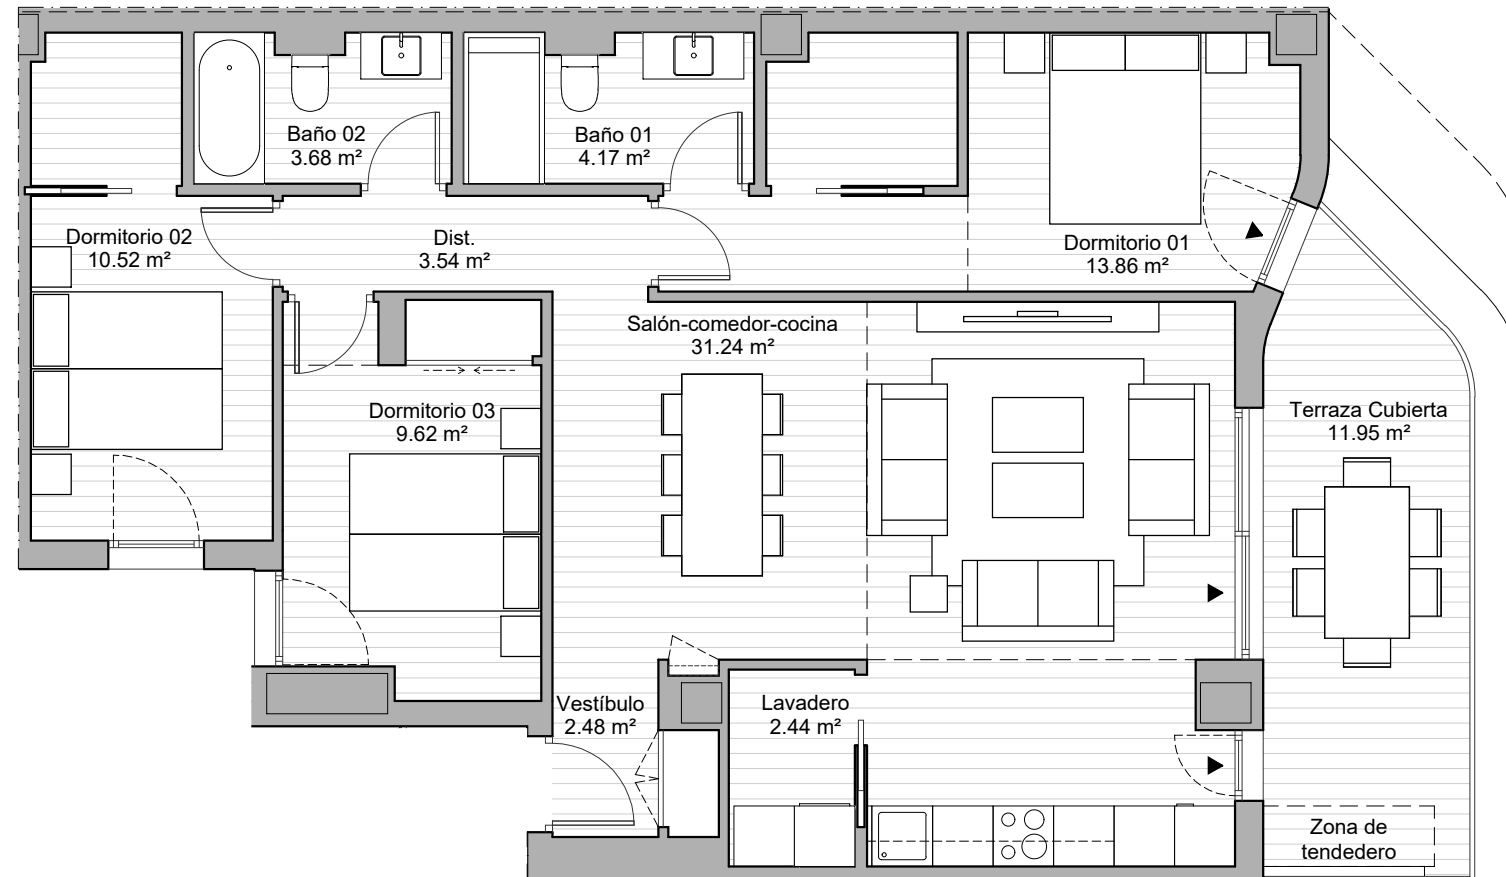 Baño 02
3.68 m²
Baño 01
4.17 m²
Dormitorio 02
10.52 m²
Dist.
3.54 m²
Dormitorio 01
13.86 m²
Salón-comedor-cocina
31.24 m²
Dormitorio 03
9.62 m²
Terraza Cubierta
11.95 m²
Vestíbulo
2.48 m²
Lavadero
2.44 m²
Zona de
tendedero